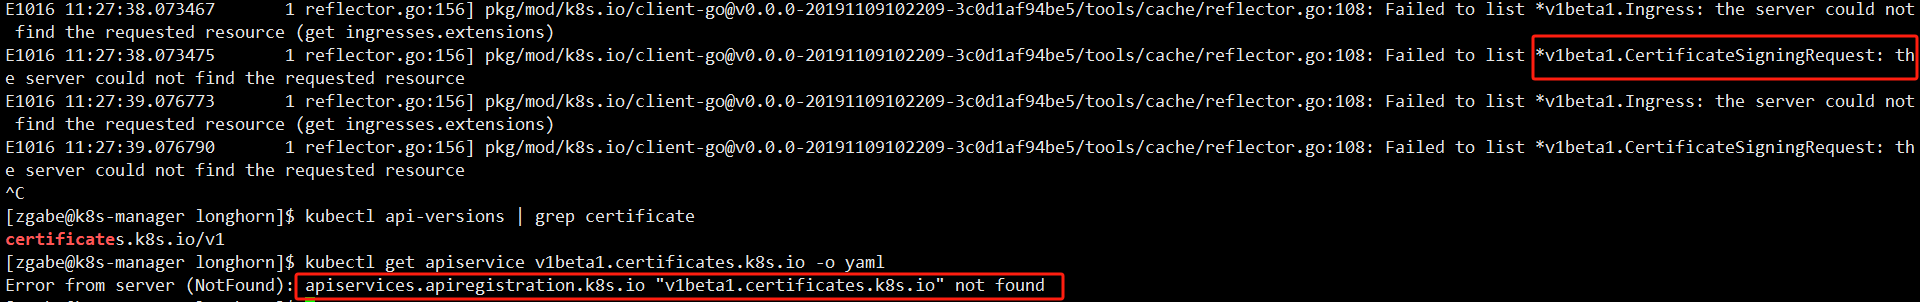 E1016 11:27:38.073467       1 reflector.go:156] pkg/mod/k8s.io/client-go@v0.0.0-20191109102209-3c0d1af94be5/tools/cache/reflector.go:108: Failed to list *v1beta1.Ingress: the server could not
 find the requested resource (get ingresses.extensions)
E1016 11:27:38.073475       1 reflector.go:156] pkg/mod/k8s.io/client-go@v0.0.0-20191109102209-3c0d1af94be5/tools/cache/reflector.go:108: Failed to list *v1beta1.CertificateSigningRequest: th
e server could not find the requested resource
E1016 11:27:39.076773       1 reflector.go:156] pkg/mod/k8s.io/client-go@v0.0.0-20191109102209-3c0d1af94be5/tools/cache/reflector.go:108: Failed to list *v1beta1.Ingress: the server could not
 find the requested resource (get ingresses.extensions)
E1016 11:27:39.076790       1 reflector.go:156] pkg/mod/k8s.io/client-go@v0.0.0-20191109102209-3c0d1af94be5/tools/cache/reflector.go:108: Failed to list *v1beta1.CertificateSigningRequest: th
e server could not find the requested resource
^C
[zgabe@k8s-manager longhorn]$ kubectl api-versions | grep certificate
certificates.k8s.io/v1
[zgabe@k8s-manager longhorn]$ kubectl get apiservice v1beta1.certificates.k8s.io -o yaml
Error from server (NotFound): apiservices.apiregistration.k8s.io "v1beta1.certificates.k8s.io" not found